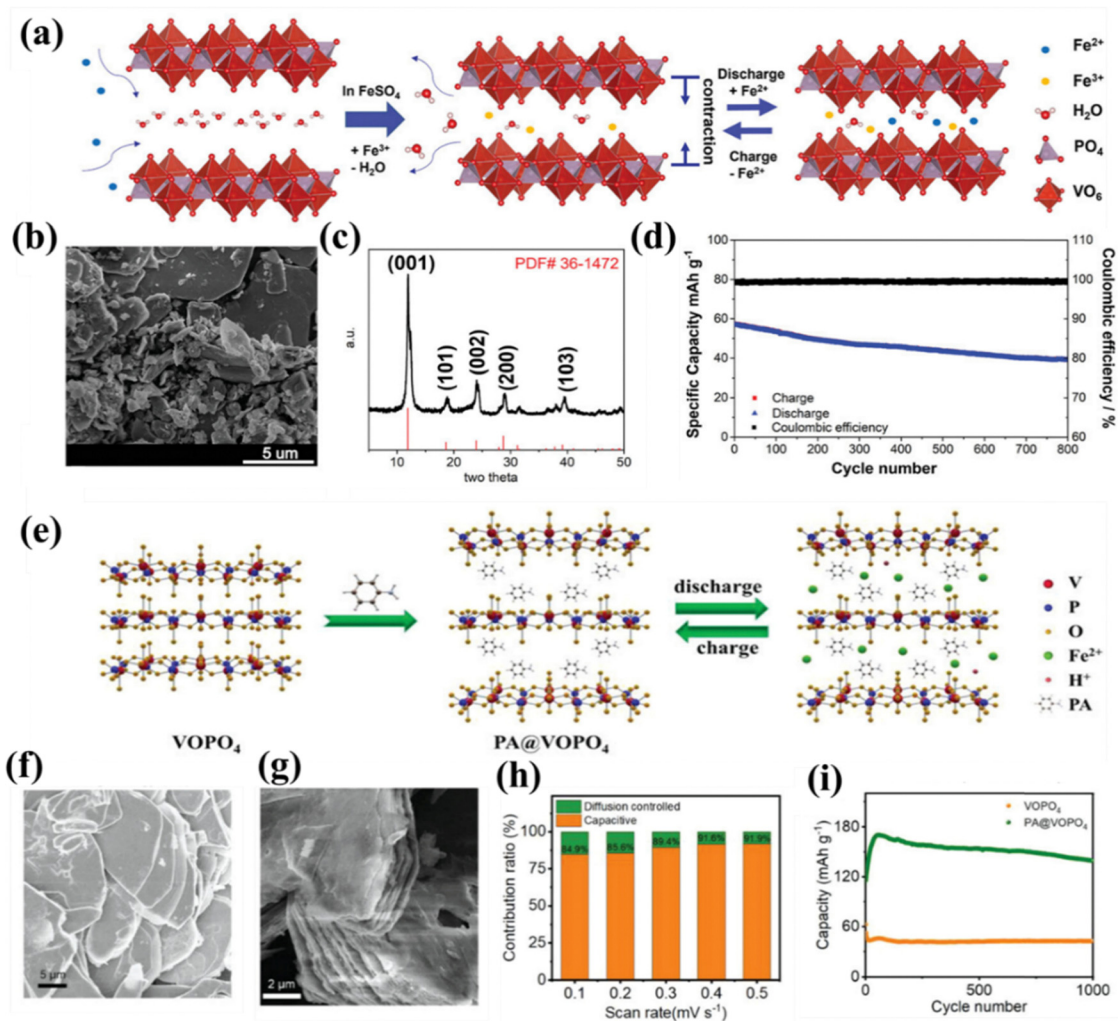 (a)
In FeSO₄
+ Fe³⁺
- H₂O
contraction
Discharge
+ Fe²⁺
Charge
- Fe²⁺
Fe²⁺
Fe³⁺
H₂O
PO₄
VO₆
(b)
5 um
(c)
(001)
PDF# 36-1472
(101)
(002)
(200)
(103)
a.u.
10 20 30 40 50
two theta
(d)
Specific Capacity mAh g⁻¹
100
80
60
40
20
0
Charge
Discharge
Coulombic efficiency
0 100 200 300 400 500 600 700 800
Cycle number
110
100
90
80
70
60
Coulombic efficiency / %
(e)
VOPO₄
PA@VOPO₄
discharge
charge
V
P
O
Fe²⁺
H⁺
PA
(f)
5 μm
(g)
2 μm
(h)
Contribution ratio (%)
Diffusion controlled
Capacitive
100
75
50
25
0
84.9% 85.6% 89.4% 91.6% 91.9%
0.1 0.2 0.3 0.4 0.5
Scan rate(mV s⁻¹)
(i)
VOPO₄
PA@VOPO₄
Capacity (mAh g⁻¹)
180
120
60
0
0 500 1000
Cycle number